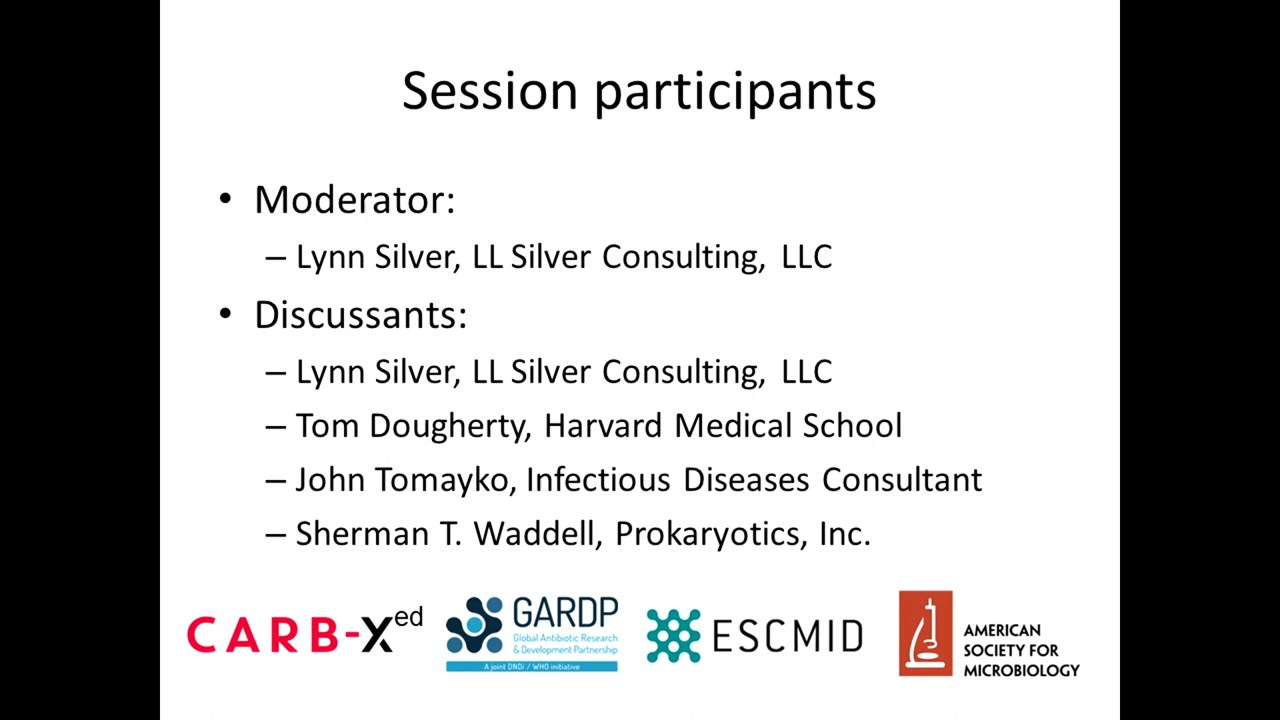 Session participants
• Moderator:
– Lynn Silver, LL Silver Consulting, LLC
• Discussants:
– Lynn Silver, LL Silver Consulting, LLC
– Tom Dougherty, Harvard Medical School
– John Tomayko, Infectious Diseases Consultant
– Sherman T. Waddell, Prokaryotics, Inc.
CARB-X ed
GARDP
Global Antibiotic Research
& Development Partnership
A joint DNDi / WHO initiative
ESCMID
AMERICAN
SOCIETY FOR
MICROBIOLOGY